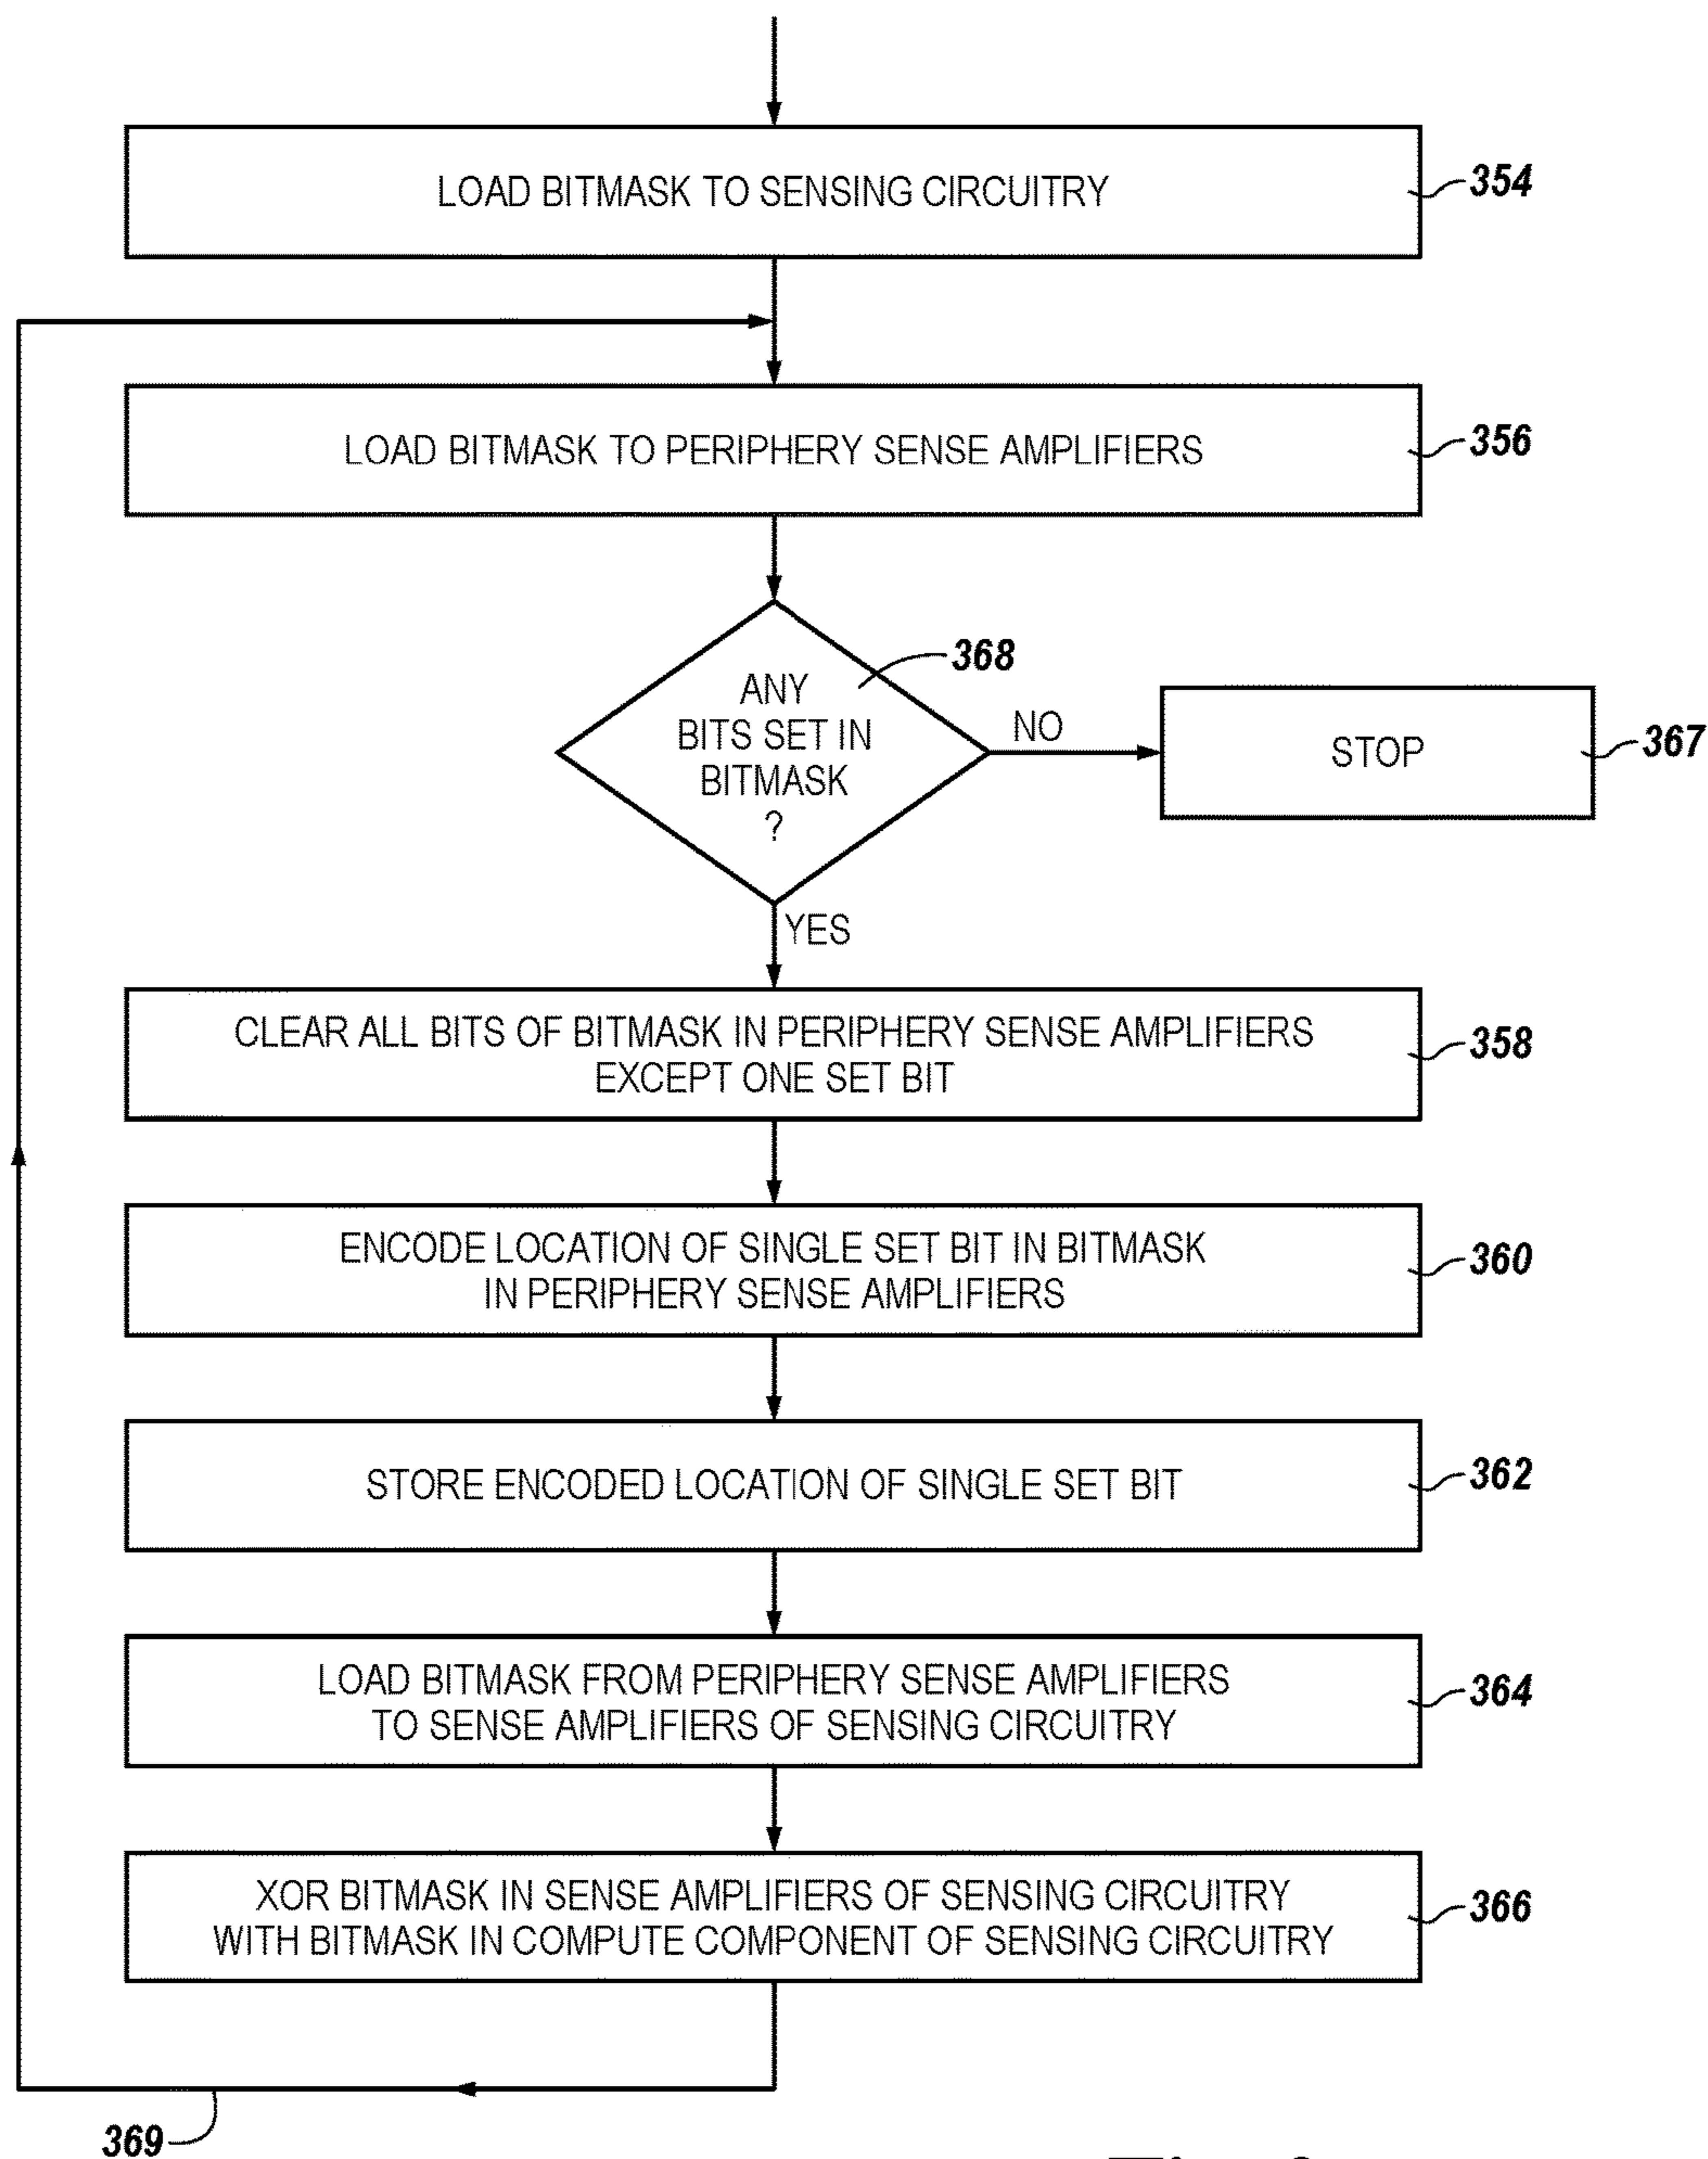 LOAD BITMASK TO SENSING CIRCUITRY
354
LOAD BITMASK TO PERIPHERY SENSE AMPLIFIERS
356
368
ANY
BITS SET IN
BITMASK
?
NO
STOP
367
YES
CLEAR ALL BITS OF BITMASK IN PERIPHERY SENSE AMPLIFIERS
EXCEPT ONE SET BIT
358
ENCODE LOCATION OF SINGLE SET BIT IN BITMASK
IN PERIPHERY SENSE AMPLIFIERS
360
STORE ENCODED LOCATION OF SINGLE SET BIT
362
LOAD BITMASK FROM PERIPHERY SENSE AMPLIFIERS
TO SENSE AMPLIFIERS OF SENSING CIRCUITRY
364
XOR BITMASK IN SENSE AMPLIFIERS OF SENSING CIRCUITRY
WITH BITMASK IN COMPUTE COMPONENT OF SENSING CIRCUITRY
366
369